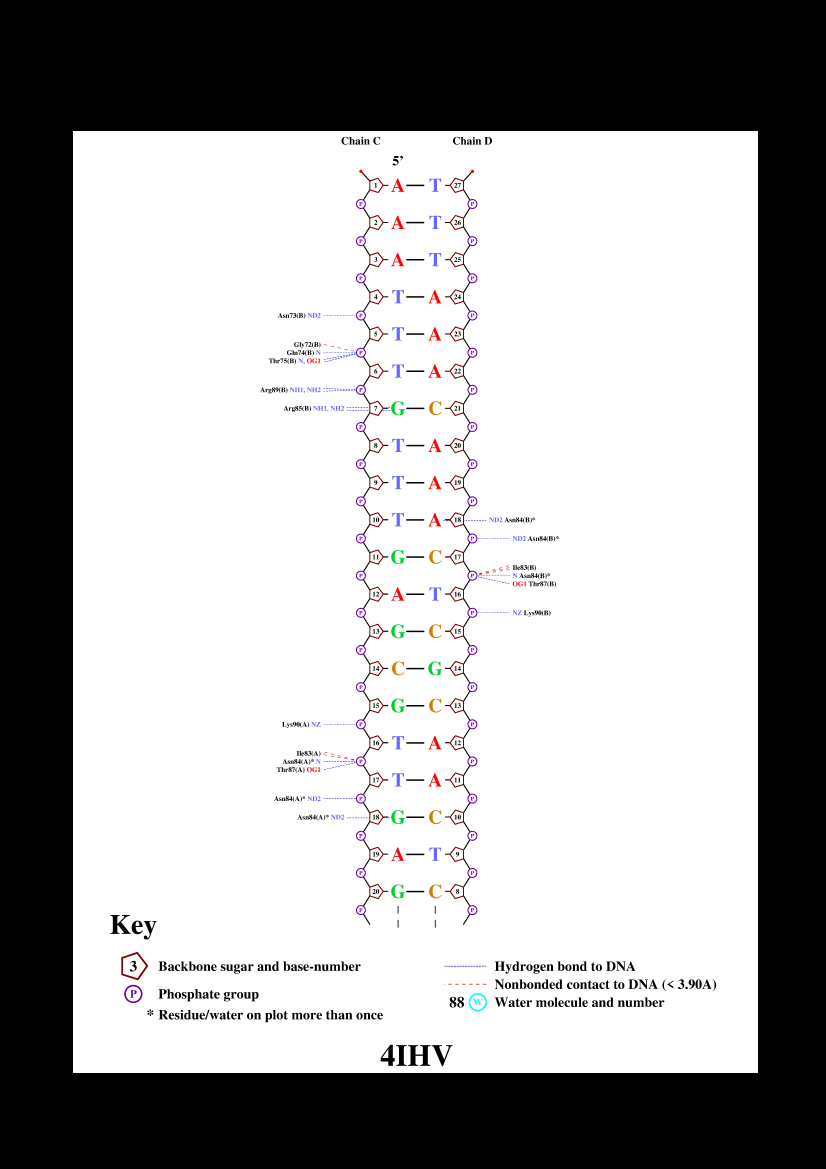 Chain C Chain D
5’
1 A T 27
P P
2 A T 26
P P
3 A T 25
P P
4 T A 24
Asn73(B) ND2 P P
5 T A 23
Gly72(B)
Gln74(B) N P P
Thr75(B) N, OG1
6 T A 22
Arg89(B) NH1, NH2 P P
Arg85(B) NH1, NH2 7 G C 21
P P
8 T A 20
P P
9 T A 19
P P
10 T A 18 ND2 Asn84(B)*
P P ND2 Asn84(B)*
11 G C 17
Ile83(B)
P P N Asn84(B)*
OG1 Thr87(B)
12 A T 16
P P NZ Lys90(B)
13 G C 15
P P
14 C G 14
P P
15 G C 13
Lys90(A) NZ P P
16 T A 12
Ile83(A)
Asn84(A)* N P P
Thr87(A) OG1
17 T A 11
Asn84(A)* ND2 P P
Asn84(A)* ND2 18 G C 10
P P
19 A T 9
P P
20 G C 8
P P
Key
3 Backbone sugar and base-number
P Phosphate group
* Residue/water on plot more than once
Hydrogen bond to DNA
Nonbonded contact to DNA (< 3.90A)
88 W Water molecule and number
4IHV